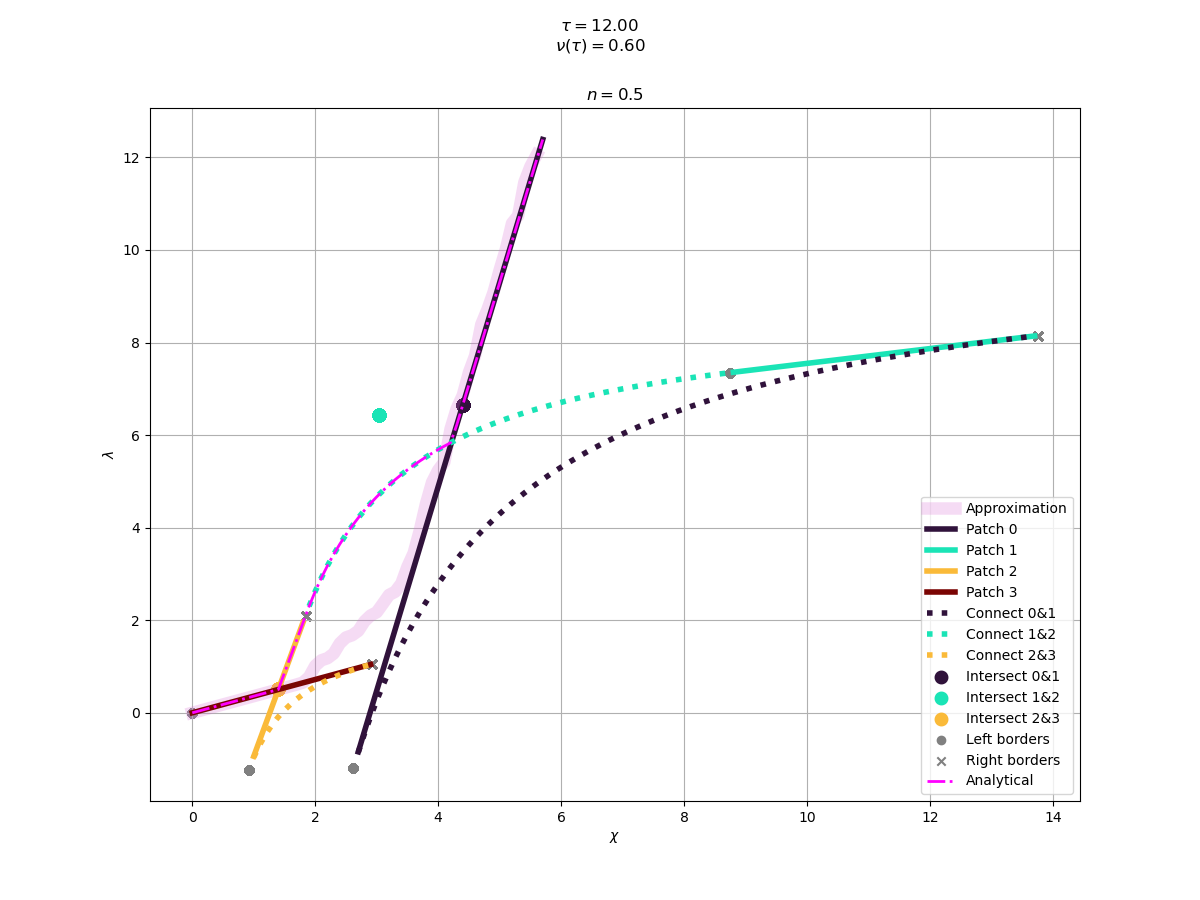 τ = 12.00
ν(τ) = 0.60
n = 0.5
12
10
8
6
4
2
0
λ
0 2 4 6 8 10 12 14
χ
Approximation
Patch 0
Patch 1
Patch 2
Patch 3
Connect 0&1
Connect 1&2
Connect 2&3
Intersect 0&1
Intersect 1&2
Intersect 2&3
Left borders
Right borders
Analytical